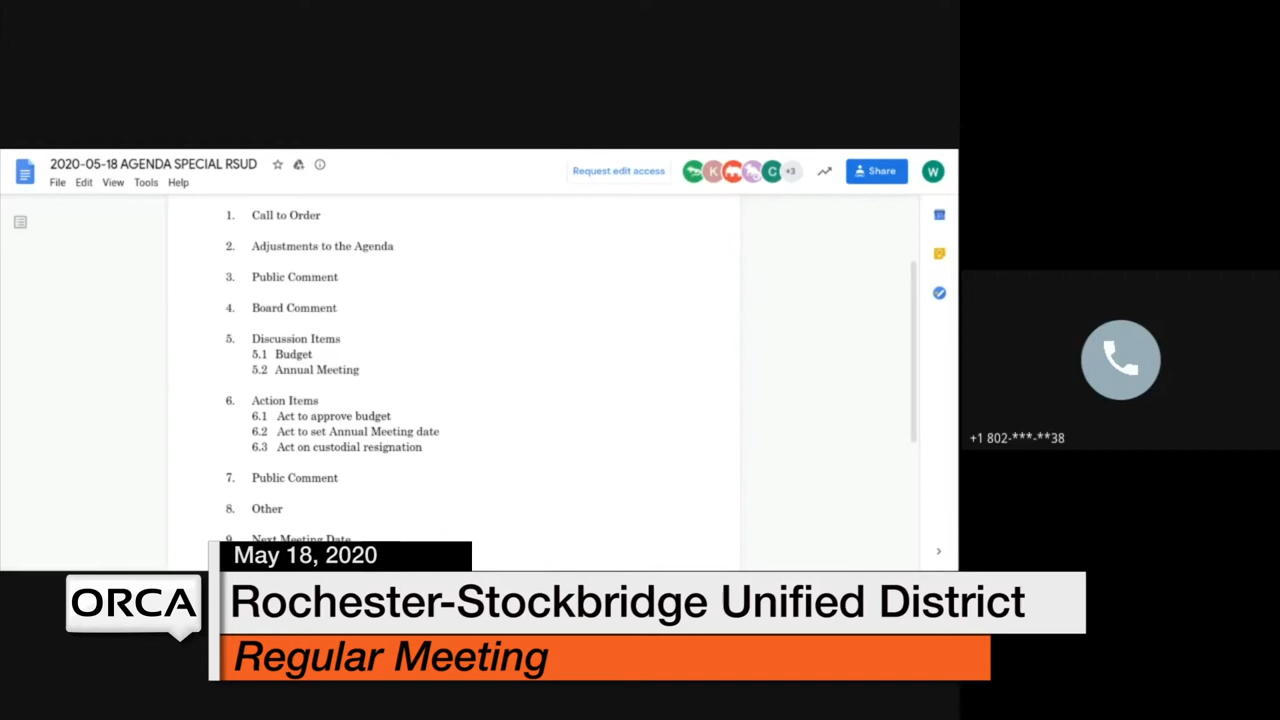 2020-05-18 AGENDA SPECIAL RSUD
File Edit View Tools Help
Request edit access
K
C
+3
Share
W
1. Call to Order
2. Adjustments to the Agenda
3. Public Comment
4. Board Comment
5. Discussion Items
5.1 Budget
5.2 Annual Meeting
6. Action Items
6.1 Act to approve budget
6.2 Act to set Annual Meeting date
6.3 Act on custodial resignation
7. Public Comment
8. Other
9. Next Meeting Date
+1 802-***-**38
May 18, 2020
ORCA
Rochester-Stockbridge Unified District
Regular Meeting